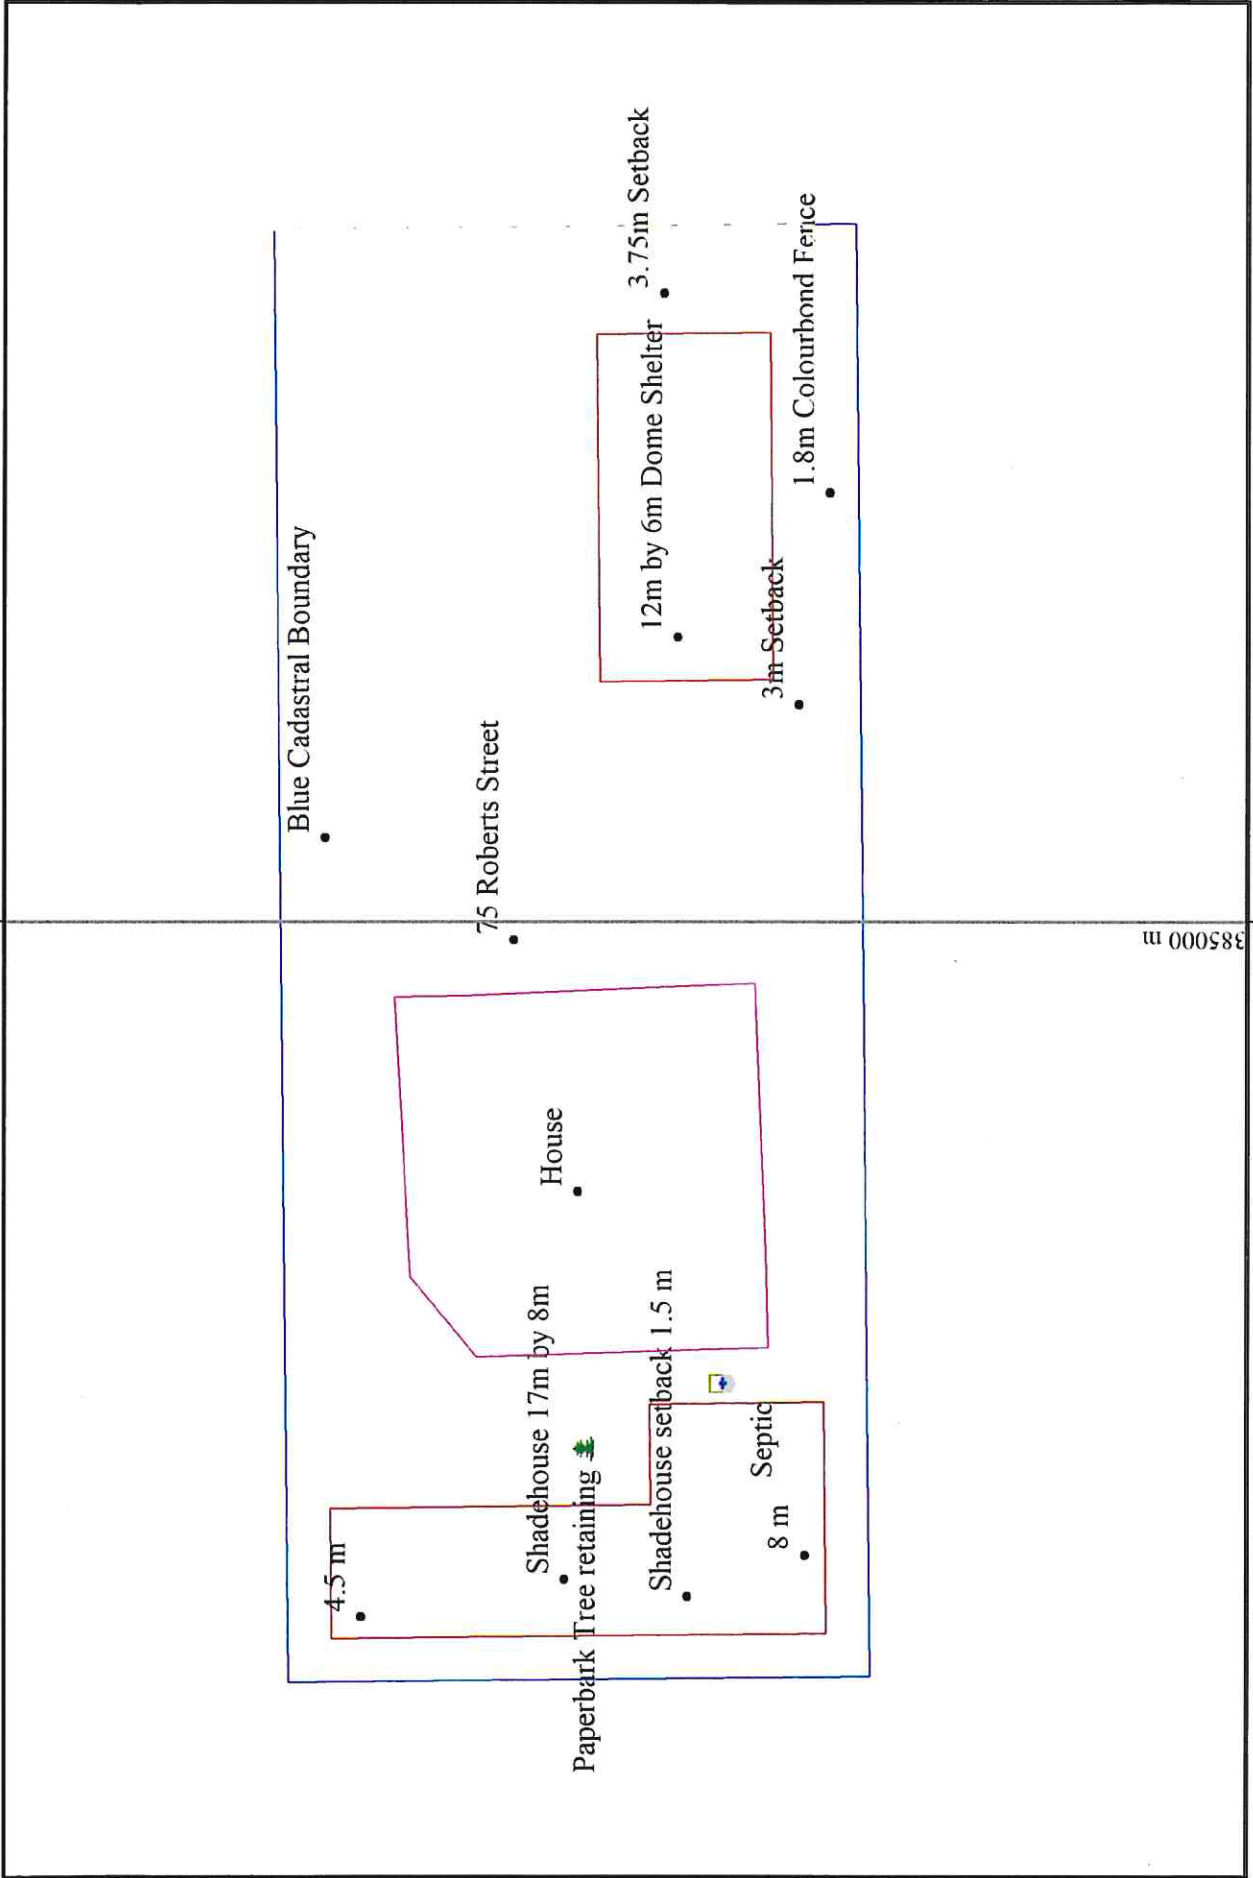 Blue Cadastral Boundary
4.5 m
75 Roberts Street
Shadehouse 17m by 8m
House
Paperbark Tree retaining
3.75m Setback
12m by 6m Dome Shelter
Shadehouse setback 1.5 m
Septic
3m Setback
8 m
1.8m Colourbond Fence
385000 m